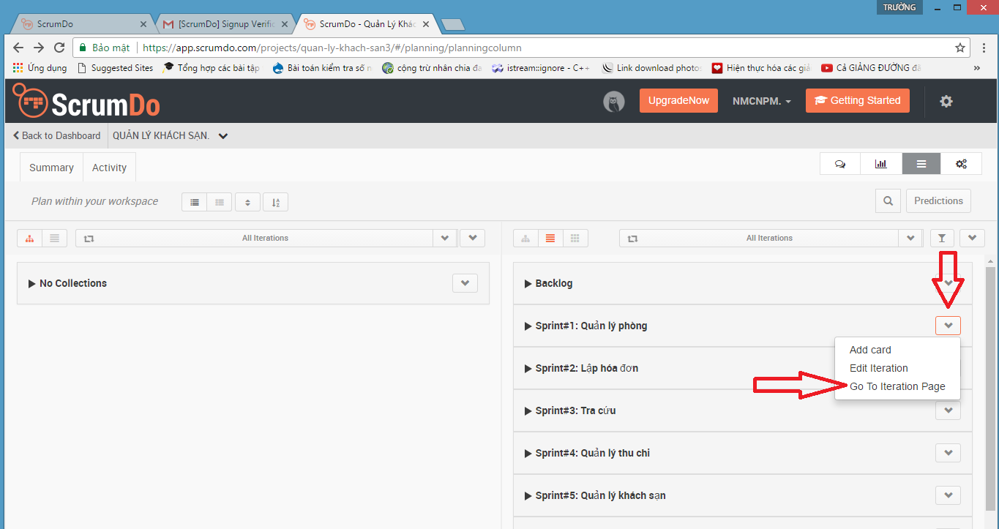 TRƯỜNG
ScrumDo
[ScrumDo] Signup Verific
ScrumDo - Quản Lý Khác
Bảo mật
https://app.scrumdo.com/projects/quan-ly-khach-san3/#/planning/planningcolumn
Ứng dụng
Suggested Sites
Tổng hợp các bài tập
Bài toán kiểm tra số n
cộng trừ nhân chia đa
istream::ignore - C++
Link download photos
Hiện thực hóa các giả
Cả GIẢNG ĐƯỜNG đã
»
ScrumDo
UpgradeNow
NMCNPM.
Getting Started
Back to Dashboard
QUẢN LÝ KHÁCH SẠN.
Summary
Activity
Plan within your workspace
Predictions
All Iterations
All Iterations
No Collections
Backlog
Sprint#1: Quản lý phòng
Add card
Edit Iteration
Go To Iteration Page
Sprint#2: Lập hóa đơn
Sprint#3: Tra cứu
Sprint#4: Quản lý thu chi
Sprint#5: Quản lý khách sạn